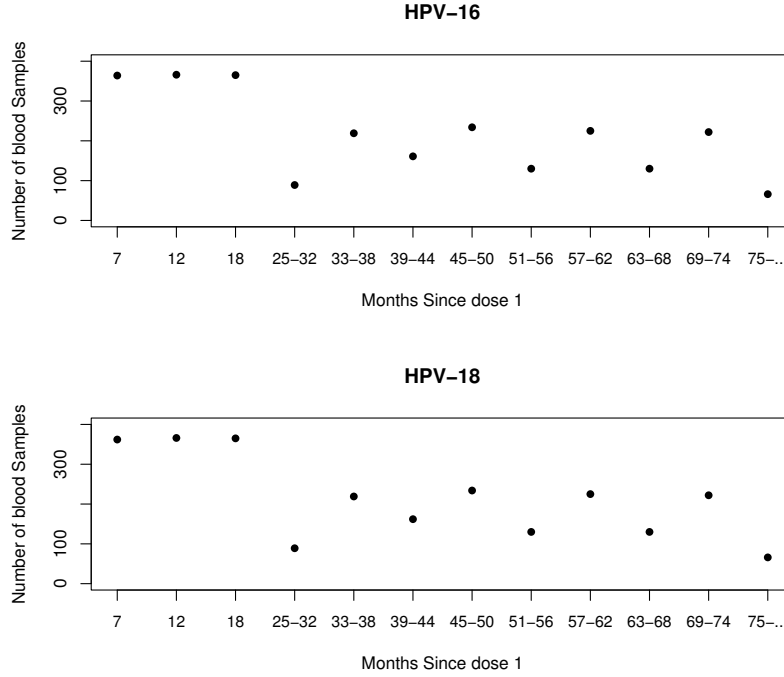 HPV−16
Number of blood Samples
300
100
0
7 12 18 25−32 33−38 39−44 45−50 51−56 57−62 63−68 69−74 75−..
Months Since dose 1
HPV−18
Number of blood Samples
300
100
0
7 12 18 25−32 33−38 39−44 45−50 51−56 57−62 63−68 69−74 75−..
Months Since dose 1